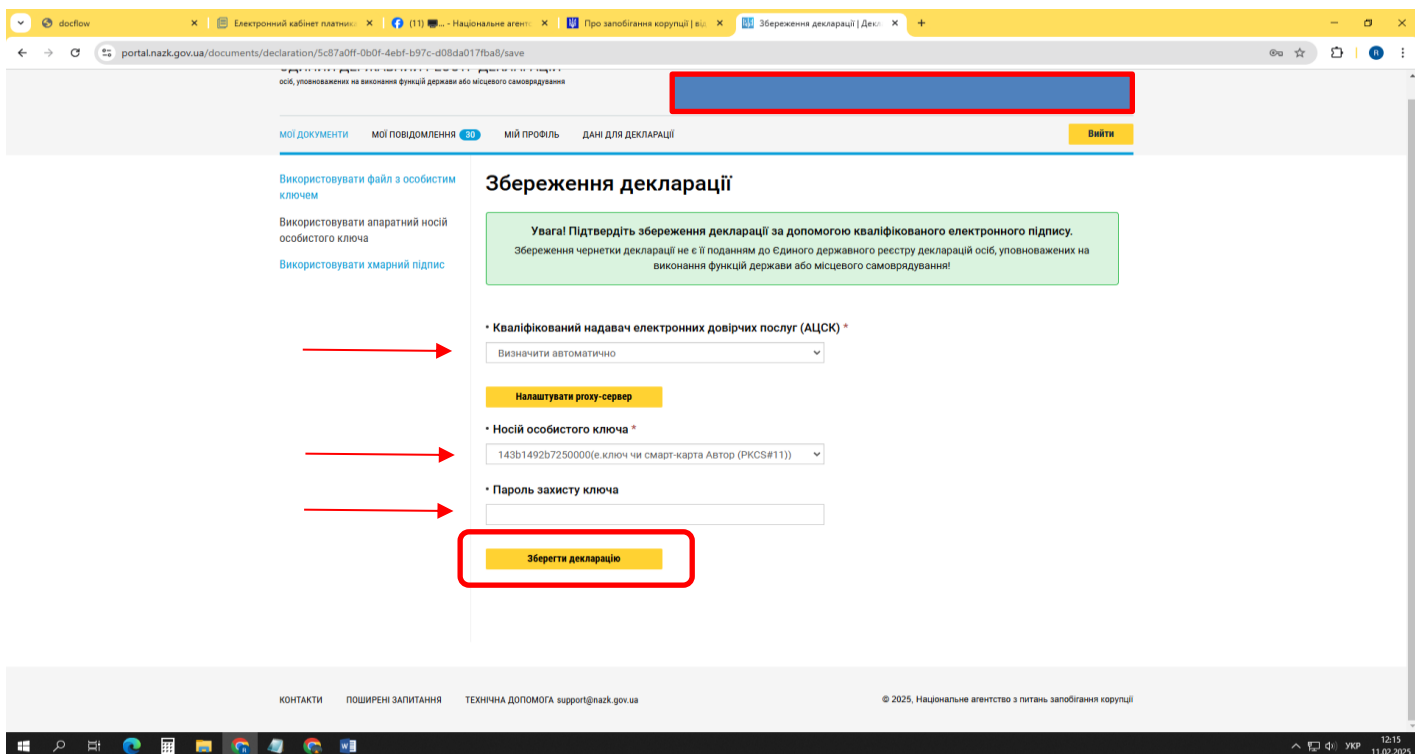 docflow
Електронний кабінет платника
(11) ... - Національне агентс
Про запобігання корупції | від
Збереження декларації | Декл
portal.nazk.gov.ua/documents/declaration/5c87a0ff-0b0f-4ebf-b97c-d08da017fba8/save
R
осіб, уповноважених на виконання функцій держави або місцевого самоврядування
МОЇ ДОКУМЕНТИ
МОЇ ПОВІДОМЛЕННЯ 30
МІЙ ПРОФІЛЬ
ДАНІ ДЛЯ ДЕКЛАРАЦІЇ
Вийти
Використовувати файл з особистим
ключем
Використовувати апаратний носій
особистого ключа
Використовувати хмарний підпис
Збереження декларації
Увага! Підтвердіть збереження декларації за допомогою кваліфікованого електронного підпису.
Збереження чернетки декларації не є її поданням до Єдиного державного реєстру декларацій осіб, уповноважених на
виконання функцій держави або місцевого самоврядування!
• Кваліфікований надавач електронних довірчих послуг (АЦСК) *
Визначити автоматично
Налаштувати proxy-сервер
• Носій особистого ключа *
143b1492b7250000(е.ключ чи смарт-карта Автор (PKCS#11))
• Пароль захисту ключа
Зберегти декларацію
КОНТАКТИ
ПОШИРЕНІ ЗАПИТАННЯ
ТЕХНІЧНА ДОПОМОГА support@nazk.gov.ua
© 2025, Національне агентство з питань запобігання корупції
УКР
12:15
11.02.2025